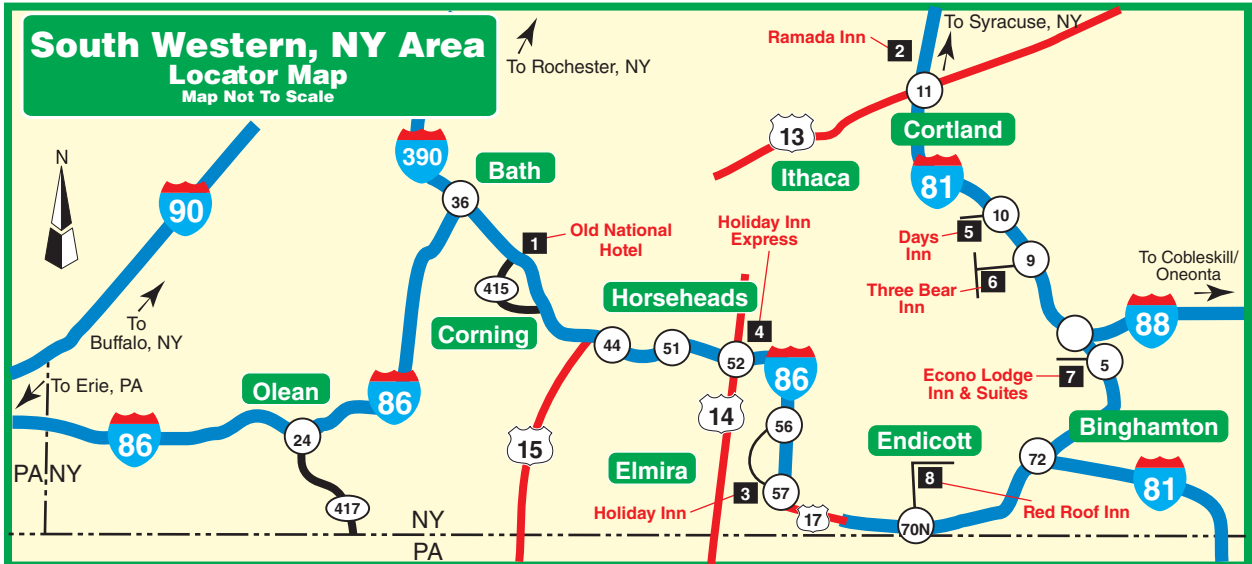 South Western, NY Area
Locator Map
Map Not To Scale
To Rochester, NY
Ramada Inn
2
To Syracuse, NY
11
13
Cortland
Ithaca
81
N
90
390
Bath
36
1
Old National
Hotel
415
Corning
Holiday Inn
Express
Horseheads
4
10
5
Days
Inn
9
6
Three Bear
Inn
To Cobleskill/
Oneonta
88
To
Buffalo, NY
To Erie, PA
86
Olean
24
86
417
44
51
52
86
5
7
Econo Lodge
Inn & Suites
15
14
56
Elmira
3
57
Holiday Inn
17
Endicott
8
70N
Red Roof Inn
72
Binghamton
81
PA
NY
NY
PA